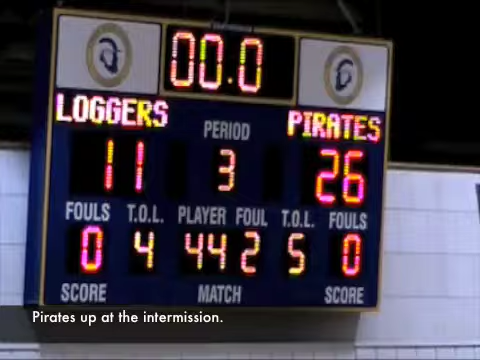 00.0
LOGGERS PIRATES
PERIOD
11 3 26
FOULS T.O.L. PLAYER FOUL T.O.L. FOULS
0 4 44 2 5 0
SCORE MATCH SCORE
Pirates up at the intermission.